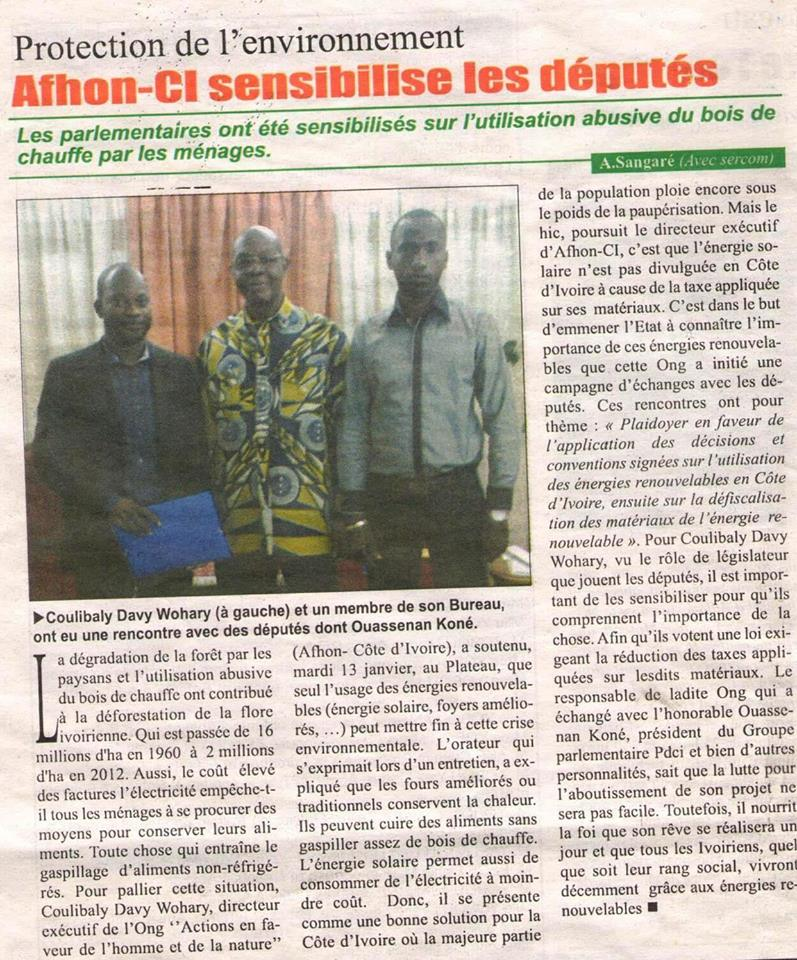 Protection de l'environnement
Afhon-CI sensibilise les députés
Les parlementaires ont été sensibilisés sur l'utilisation abusive du bois de
chauffe par les ménages.
A.Sangaré (Avec sercom)
▶Coulibaly Davy Wohary (à gauche) et un membre de son Bureau,
ont eu une rencontre avec des députés dont Ouassenan Koné.
La dégradation de la forêt par les
paysans et l'utilisation abusive
du bois de chauffe ont contribué
à la déforestation de la flore
ivoirienne. Qui est passée de 16
millions d'ha en 1960 à 2 millions
d'ha en 2012. Aussi, le coût élevé
des factures l'électricité empêche-t-
il tous les ménages à se procurer des
moyens pour conserver leurs ali-
ments. Toute chose qui entraîne le
gaspillage d'aliments non-réfrigé-
rés. Pour pallier cette situation,
Coulibaly Davy Wohary, directeur
exécutif de l'Ong ‘‘Actions en fa-
veur de l'homme et de la nature’’
(Afhon- Côte d'Ivoire), a soutenu,
mardi 13 janvier, au Plateau, que
seul l'usage des énergies renouvela-
bles (énergie solaire, foyers amélio-
rés, …) peut mettre fin à cette crise
environnementale. L'orateur qui
s'exprimait lors d'un entretien, a ex-
pliqué que les fours améliorés ou
traditionnels conservent la chaleur.
Ils peuvent cuire des aliments sans
gaspiller assez de bois de chauffe.
L'énergie solaire permet aussi de
consommer de l'électricité à moin-
dre coût. Donc, il se présente
comme une bonne solution pour la
Côte d'Ivoire où la majeure partie
de la population ploie encore sous
le poids de la paupérisation. Mais le
hic, poursuit le directeur exécutif
d'Afhon-CI, c'est que l'énergie so-
laire n'est pas divulguée en Côte
d'Ivoire à cause de la taxe appliquée
sur ses matériaux. C'est dans le but
d'emmener l'Etat à connaître l'im-
portance de ces énergies renouvela-
bles que cette Ong a initié une
campagne d'échanges avec les dé-
putés. Ces rencontres ont pour
thème : « Plaidoyer en faveur de
l'application des décisions et
conventions signées sur l'utilisation
des énergies renouvelables en Côte
d'Ivoire, ensuite sur la défiscalisa-
tion des matériaux de l'énergie re-
nouvelable ». Pour Coulibaly Davy
Wohary, vu le rôle de législateur
que jouent les députés, il est impor-
tant de les sensibiliser pour qu'ils
comprennent l'importance de la
chose. Afin qu'ils votent une loi exi-
geant la réduction des taxes appli-
quées sur lesdits matériaux. Le
responsable de ladite Ong qui a
échangé avec l'honorable Ouasse-
nan Koné, président du Groupe
parlementaire Pdci et bien d'autres
personnalités, sait que la lutte pour
l'aboutissement de son projet ne
sera pas facile. Toutefois, il nourrit
la foi que son rêve se réalisera un
jour et que tous les Ivoiriens, quel
que soit leur rang social, vivront
décemment grâce aux énergies re-
nouvelables ■